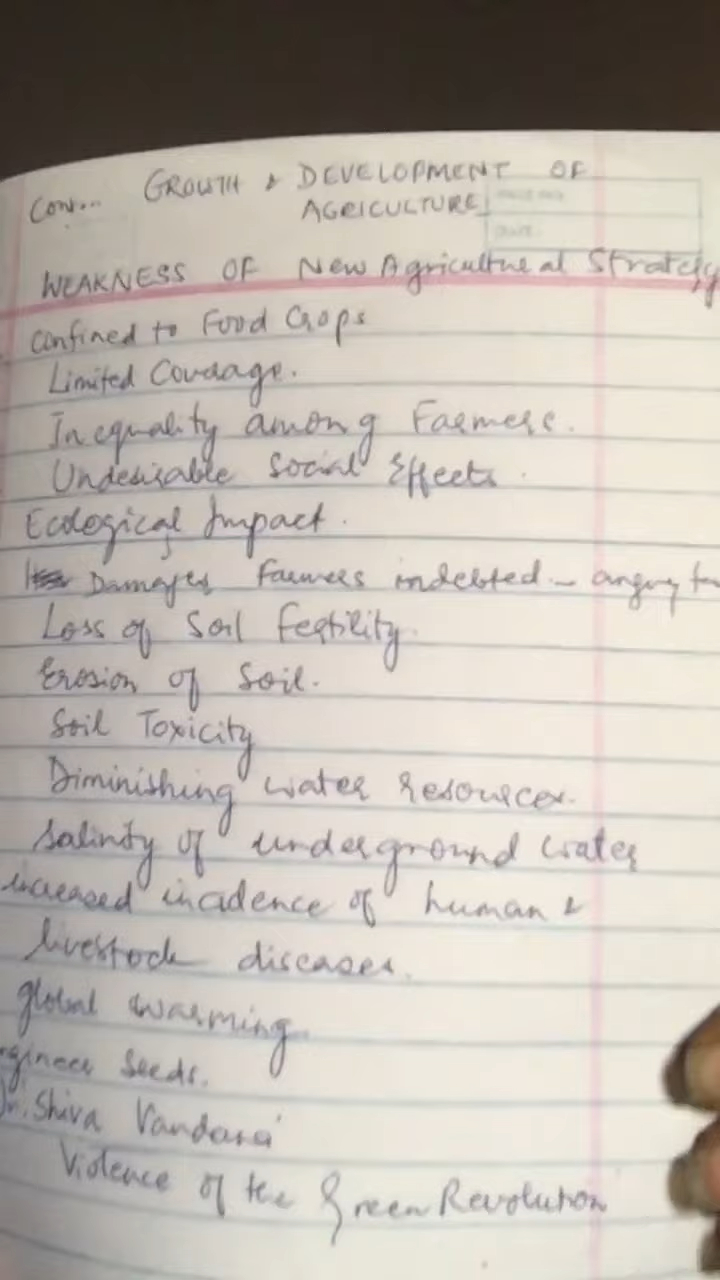 Con... GROWTH & DEVELOPMENT OF
AGRICULTURE
WEAKNESS OF New Agricultural Strategy
Confined to Food Crops
Limited Coverage.
Inequality among Farmers.
Undesirable Social Effects.
Ecological Impact.
Damages farmers indebted - angry
Loss of Soil fertility.
Erosion of Soil.
Soil Toxicity
Diminishing water resources.
Salinity of underground water
increased incidence of human &
livestock diseases.
global warming
ngineer Seeds.
Dr. Shiva Vandana
Violence of the Green Revolution